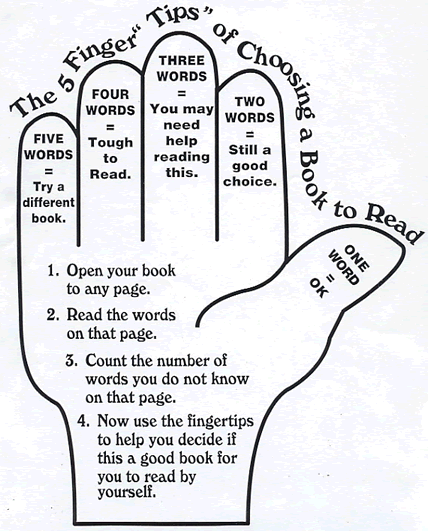 The 5 Finger "Tips" of Choosing a Book to Read
FIVE
WORDS
=
Try a
different
book.
FOUR
WORDS
=
Tough
to
Read.
THREE
WORDS
=
You may
need
help
reading
this.
TWO
WORDS
=
Still a
good
choice.
ONE
WORD
=
OK
1. Open your book
to any page.
2. Read the words
on that page.
3. Count the number of
words you do not know
on that page.
4. Now use the fingertips
to help you decide if
this a good book for
you to read by
yourself.